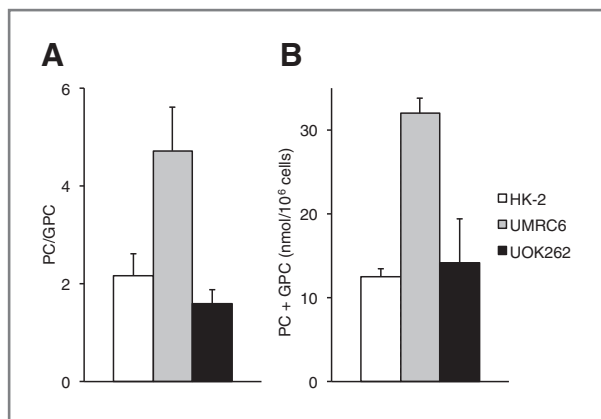 A
B
6
4
2
0
PC/GPC
30
20
10
0
PC + GPC (nmol/10⁶ cells)
HK-2
UMRC6
UOK262